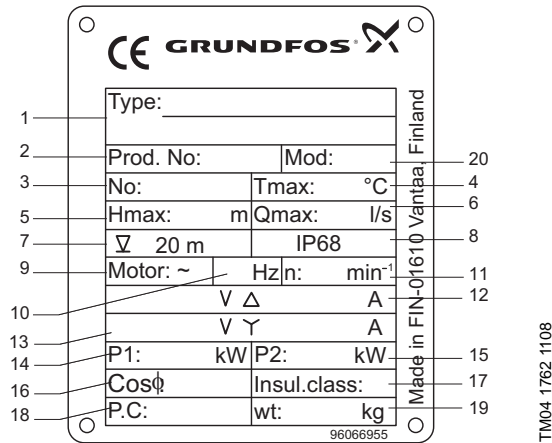 CE GRUNDFOS
1 Type:
2 Prod. No: Mod: 20
3 No: Tmax: °C 4
5 Hmax: m Qmax: l/s 6
7 ∇ 20 m IP68 8
9 Motor: ~ Hz n: min⁻¹ 11
10 V △ A 12
13 V Y A
14 P1: kW P2: kW 15
16 Cosϕ Insul.class: 17
18 P.C: wt: kg 19
96066955
Made in FIN-01610 Vantaa, Finland
TM04 1762 1108